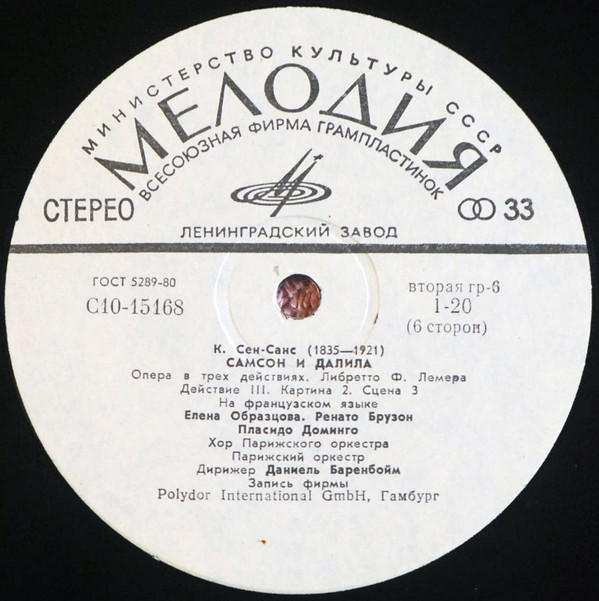 МИНИСТЕРСТВО КУЛЬТУРЫ СССР
МЕЛОДИЯ
ВСЕСОЮЗНАЯ ФИРМА ГРАМПЛАСТИНОК
СТЕРЕО
33
ЛЕНИНГРАДСКИЙ ЗАВОД
ГОСТ 5289-80
С10-15168
вторая гр-6
1-20
(6 сторон)
К. Сен-Санс (1835—1921)
САМСОН И ДАЛИЛА
Опера в трех действиях. Либретто Ф. Лемера
Действие III. Картина 2. Сцена 3
На французском языке
Елена Образцова. Ренато Брузон
Пласидо Доминго
Хор Парижского оркестра
Парижский оркестр
Дирижер Даниель Баренбойм
Запись фирмы
Polydor International GmbH, Гамбург